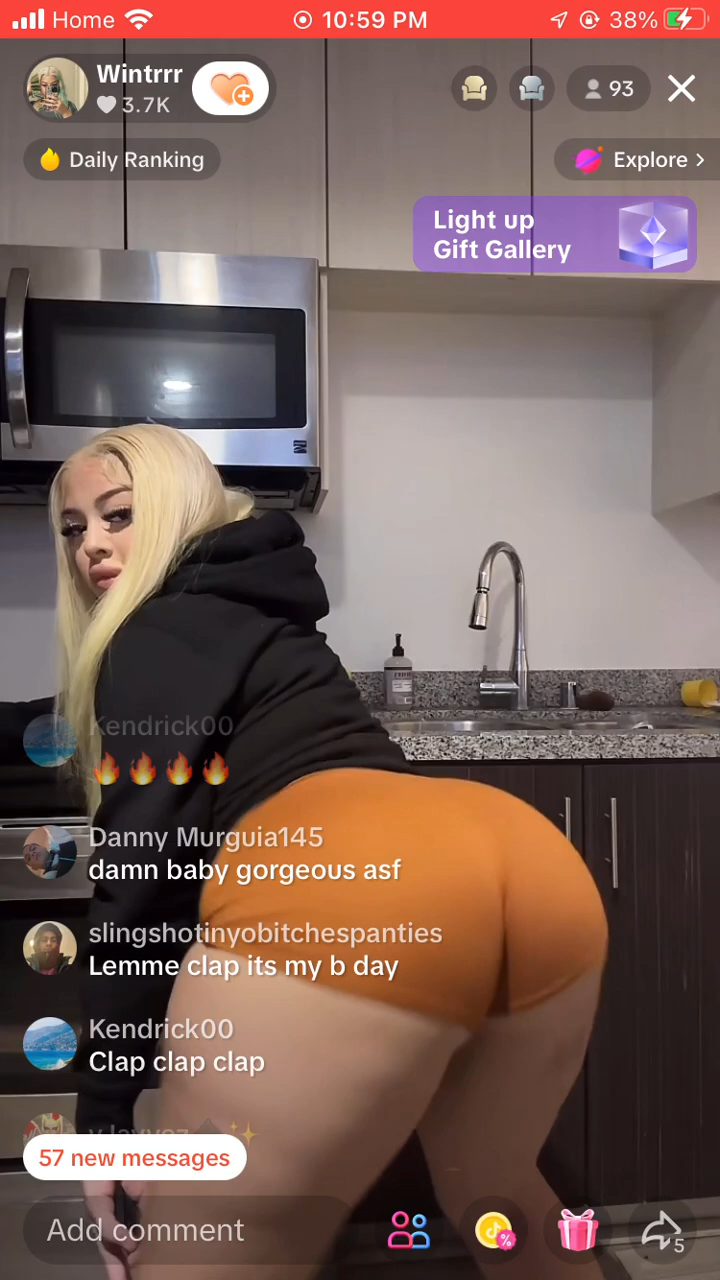 Home 10:59 PM 38%
Wintrrr
3.7K
93
Daily Ranking
Explore
Light up
Gift Gallery
Kendrick00
🔥 🔥 🔥 🔥
Danny Murguia145
damn baby gorgeous asf
slingshotinyobitchespanties
Lemme clap its my b day
Kendrick00
Clap clap clap
57 new messages
Add comment
5